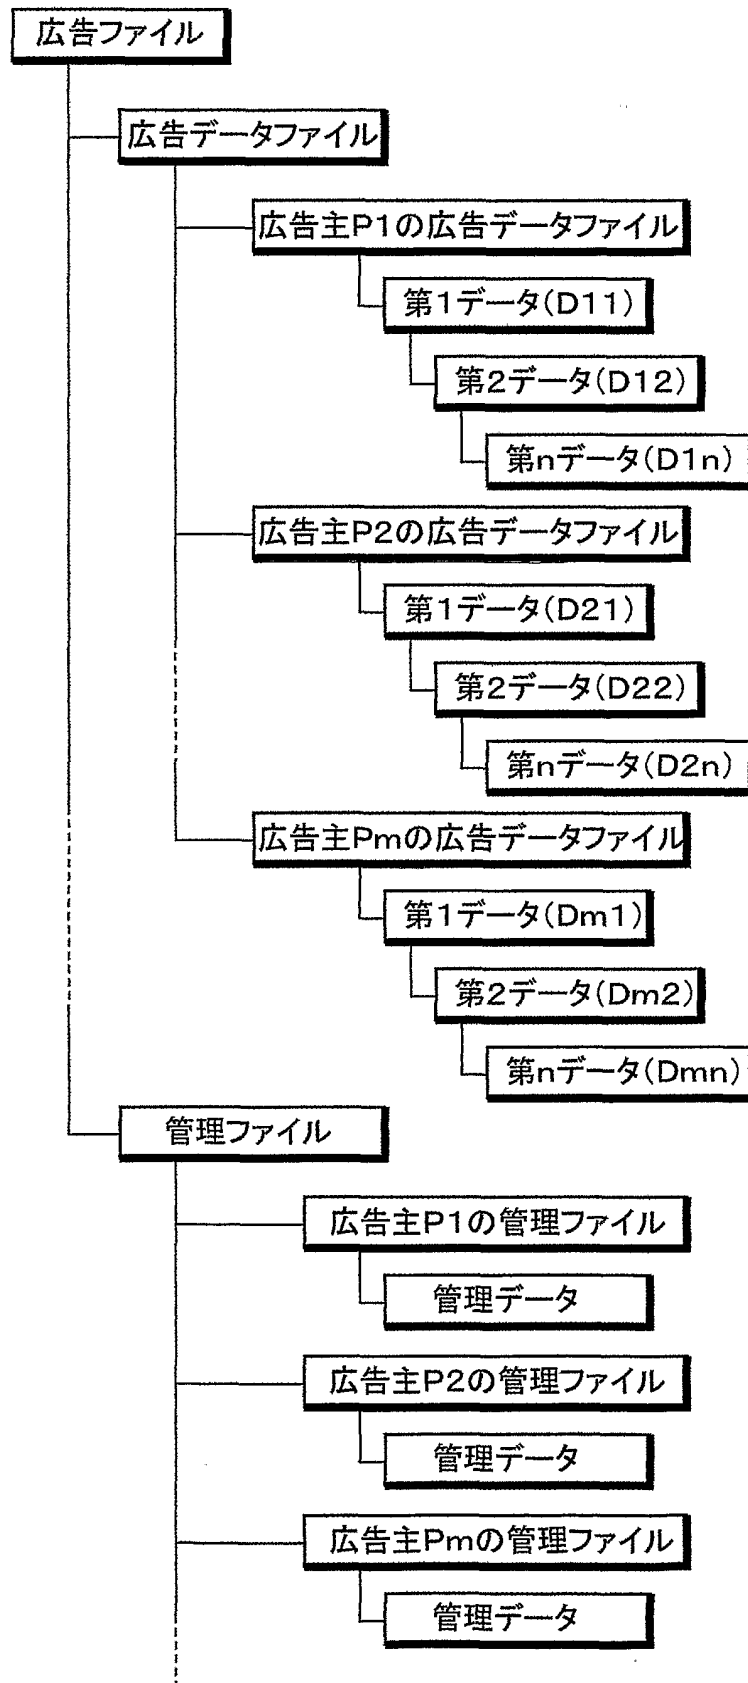 広告ファイル
広告データファイル
広告主P1の広告データファイル
第1データ(D11)
第2データ(D12)
第nデータ(D1n)
広告主P2の広告データファイル
第1データ(D21)
第2データ(D22)
第nデータ(D2n)
広告主Pmの広告データファイル
第1データ(Dm1)
第2データ(Dm2)
第nデータ(Dmn)
管理ファイル
広告主P1の管理ファイル
管理データ
広告主P2の管理ファイル
管理データ
広告主Pmの管理ファイル
管理データ